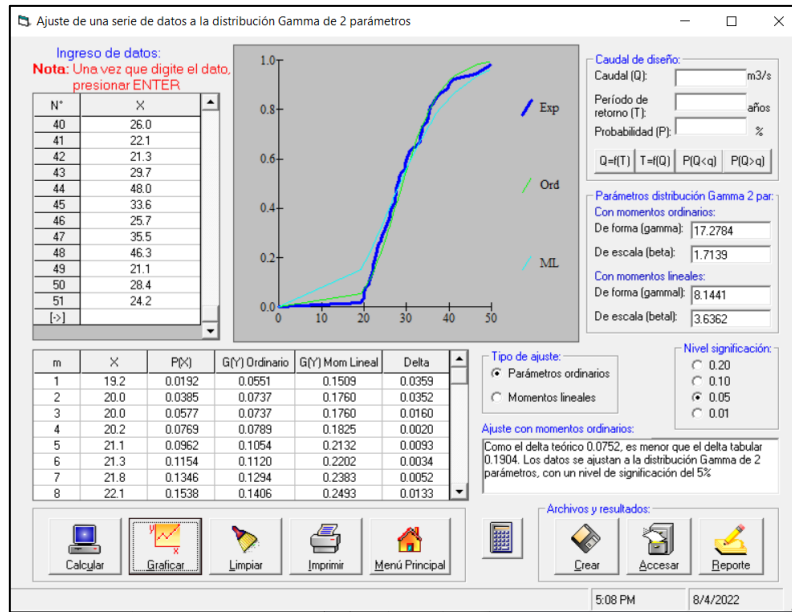 Ajuste de una serie de datos a la distribución Gamma de 2 parámetros
Ingreso de datos:
Nota: Una vez que digite el dato,
presionar ENTER
N° X
40 26.0
41 22.1
42 21.3
43 29.7
44 48.0
45 33.6
46 25.7
47 35.5
48 46.3
49 21.1
50 28.4
51 24.2
[->]
1.0
0.8
0.6
0.4
0.2
0.0
0 10 20 30 40 50
Exp
Ord
ML
Caudal de diseño:
Caudal (Q): m3/s
Período de
retorno (T): años
Probabilidad (P): %
Q=f(T) T=f(Q) P(Q<q) P(Q>q)
Parámetros distribución Gamma 2 par:
Con momentos ordinarios:
De forma (gamma): 17.2784
De escala (beta): 1.7139
Con momentos lineales:
De forma (gammal): 8.1441
De escala (betal): 3.6362
m X P(X) G(Y) Ordinario G(Y) Mom Lineal Delta
1 19.2 0.0192 0.0551 0.1509 0.0359
2 20.0 0.0385 0.0737 0.1760 0.0352
3 20.0 0.0577 0.0737 0.1760 0.0160
4 20.2 0.0769 0.0789 0.1825 0.0020
5 21.1 0.0962 0.1054 0.2132 0.0093
6 21.3 0.1154 0.1120 0.2202 0.0034
7 21.8 0.1346 0.1294 0.2383 0.0052
8 22.1 0.1538 0.1406 0.2493 0.0133
Tipo de ajuste:
Parámetros ordinarios
Momentos lineales
Nivel significación:
0.20
0.10
0.05
0.01
Ajuste con momentos ordinarios:
Como el delta teórico 0.0752, es menor que el delta tabular
0.1904. Los datos se ajustan a la distribución Gamma de 2
parámetros, con un nivel de significación del 5%
Calcular Graficar Limpiar Imprimir Menú Principal
Archivos y resultados:
Crear Accesar Reporte
5:08 PM 8/4/2022